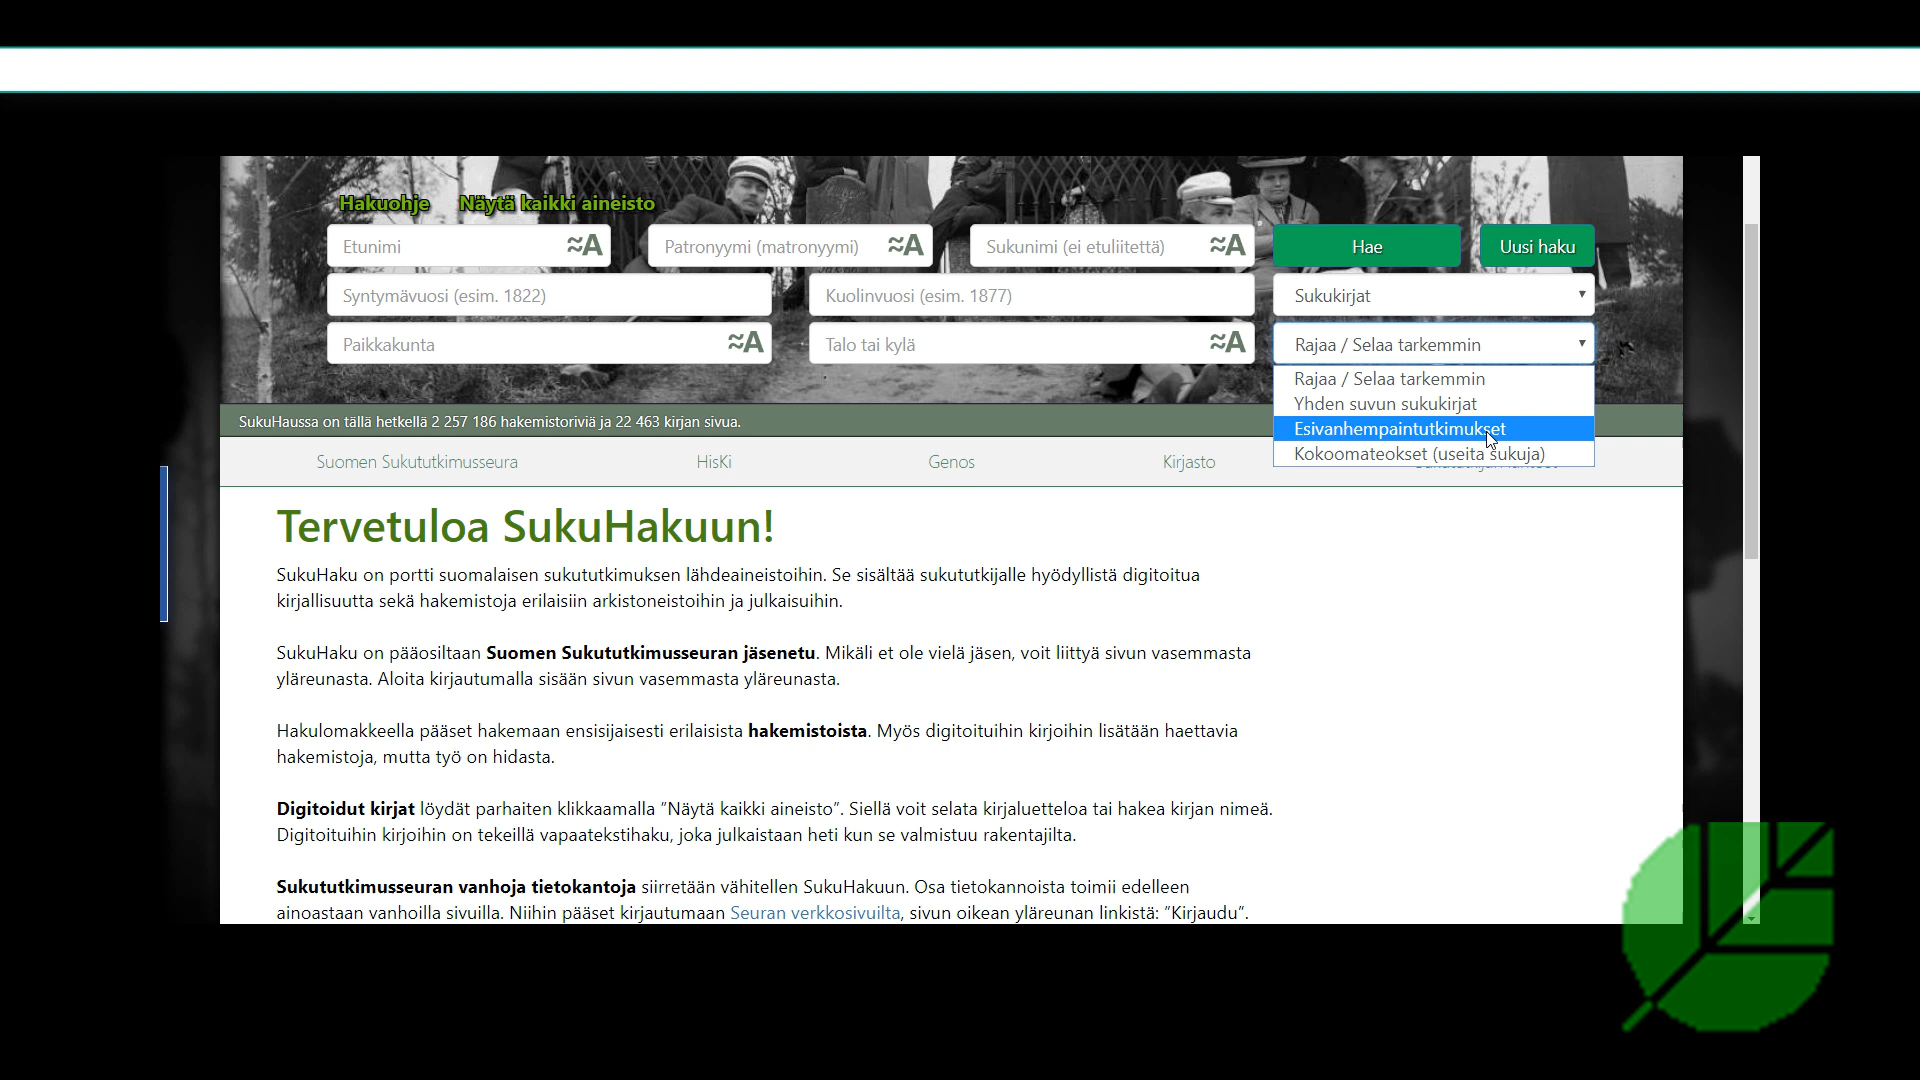 Hakuohje Näytä kaikki aineisto
Etunimi ≈A Patronyymi (matronyymi) ≈A Sukunimi (ei etuliitettä) ≈A Hae Uusi haku
Syntymävuosi (esim. 1822) Kuolinvuosi (esim. 1877) Sukukirjat
Paikkakunta ≈A Talo tai kylä ≈A Rajaa / Selaa tarkemmin
Rajaa / Selaa tarkemmin
Yhden suvun sukukirjat
Esivanhempaintutkimukset
Kokoomateokset (useita sukuja)
SukuHaussa on tällä hetkellä 2 257 186 hakemistoriviä ja 22 463 kirjan sivua.
Suomen Sukututkimusseura HisKi Genos Kirjasto
Tervetuloa SukuHakuun!
SukuHaku on portti suomalaisen sukututkimuksen lähdeaineistoihin. Se sisältää sukututkijalle hyödyllistä digitoitua
kirjallisuutta sekä hakemistoja erilaisiin arkistoneistoihin ja julkaisuihin.
SukuHaku on pääosiltaan Suomen Sukututkimusseuran jäsenetu. Mikäli et ole vielä jäsen, voit liittyä sivun vasemmasta
yläreunasta. Aloita kirjautumalla sisään sivun vasemmasta yläreunasta.
Hakulomakkeella pääset hakemaan ensisijaisesti erilaisista hakemistoista. Myös digitoituihin kirjoihin lisätään haettavia
hakemistoja, mutta työ on hidasta.
Digitoidut kirjat löydät parhaiten klikkaamalla ”Näytä kaikki aineisto”. Siellä voit selata kirjaluetteloa tai hakea kirjan nimeä.
Digitoituihin kirjoihin on tekeillä vapaatekstihaku, joka julkaistaan heti kun se valmistuu rakentajilta.
Sukututkimusseuran vanhoja tietokantoja siirretään vähitellen SukuHakuun. Osa tietokannoista toimii edelleen
ainoastaan vanhoilla sivuilla. Niihin pääset kirjautumaan Seuran verkkosivuilta, sivun oikean yläreunan linkistä: ”Kirjaudu”.